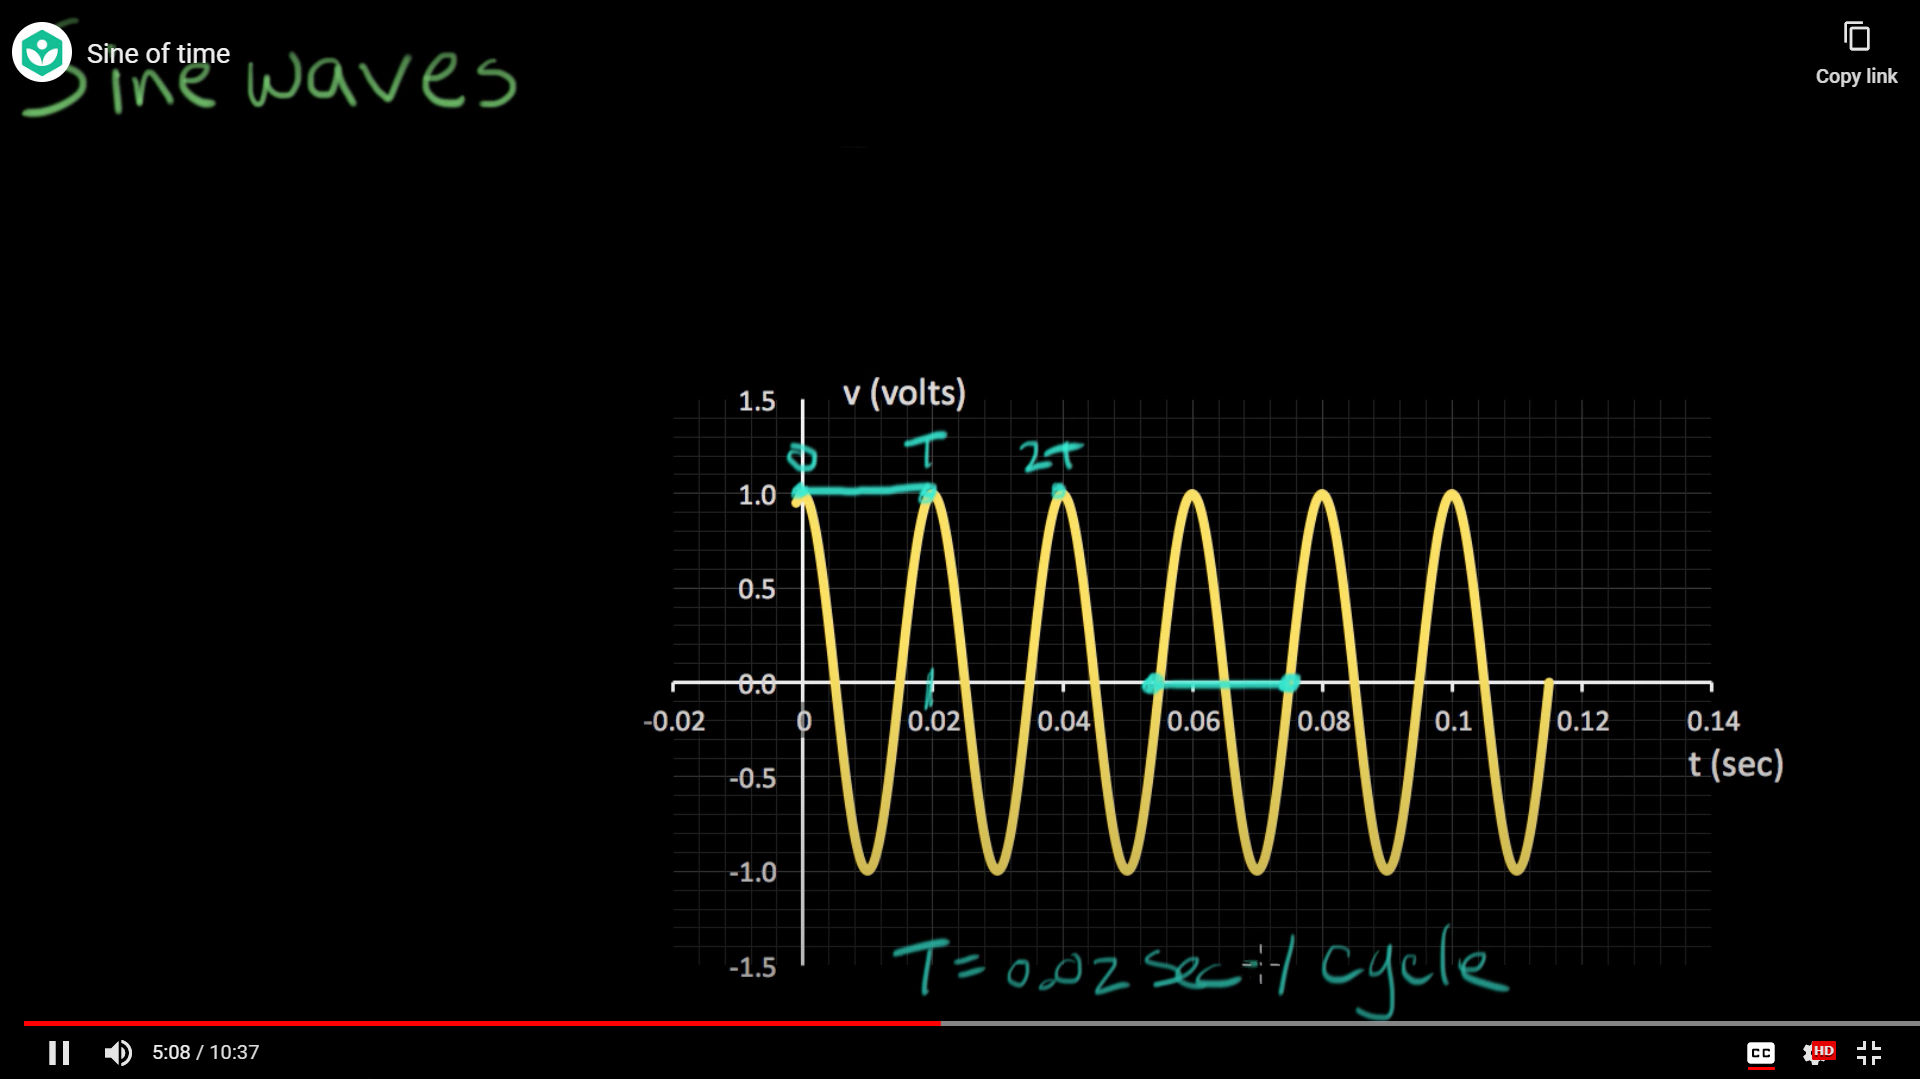 Sine of time
Copy link
Sine waves
v (volts)
1.5
0 T 2T
1.0
0.5
0.0
-0.02 0 0.02 0.04 0.06 0.08 0.1 0.12 0.14
t (sec)
-0.5
-1.0
-1.5
T = 0.02 sec / cycle
5:08 / 10:37
CC HD